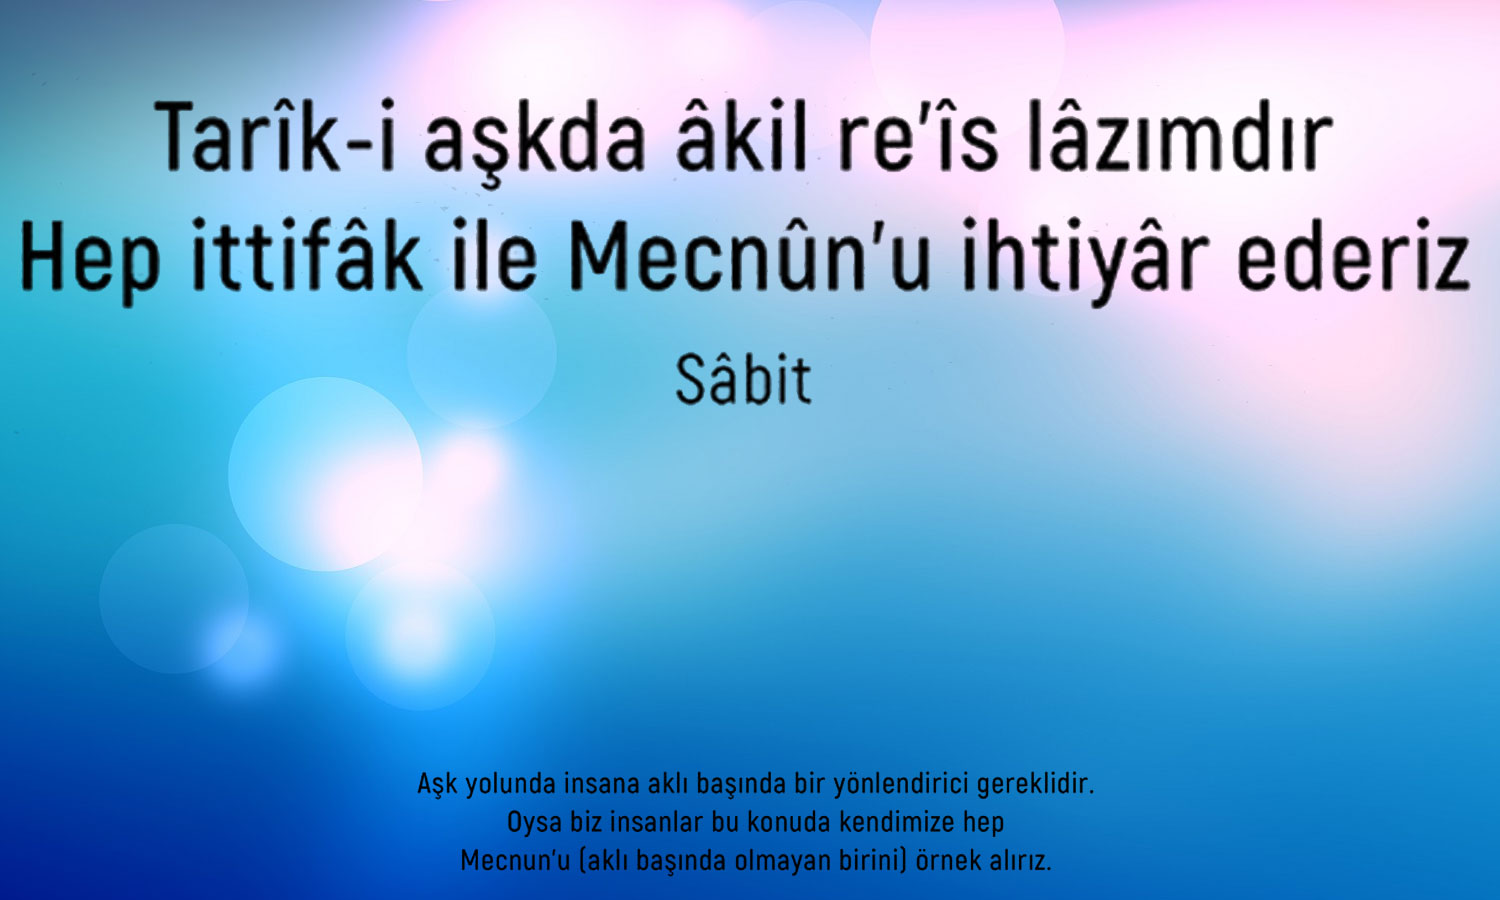 Tarîk-i aşkda âkil re’îs lâzımdır
Hep ittifâk ile Mecnûn’u ihtiyâr ederiz
Sâbit
Aşk yolunda insana aklı başında bir yönlendirici gereklidir.
Oysa biz insanlar bu konuda kendimize hep
Mecnun’u (aklı başında olmayan birini) örnek alırız.